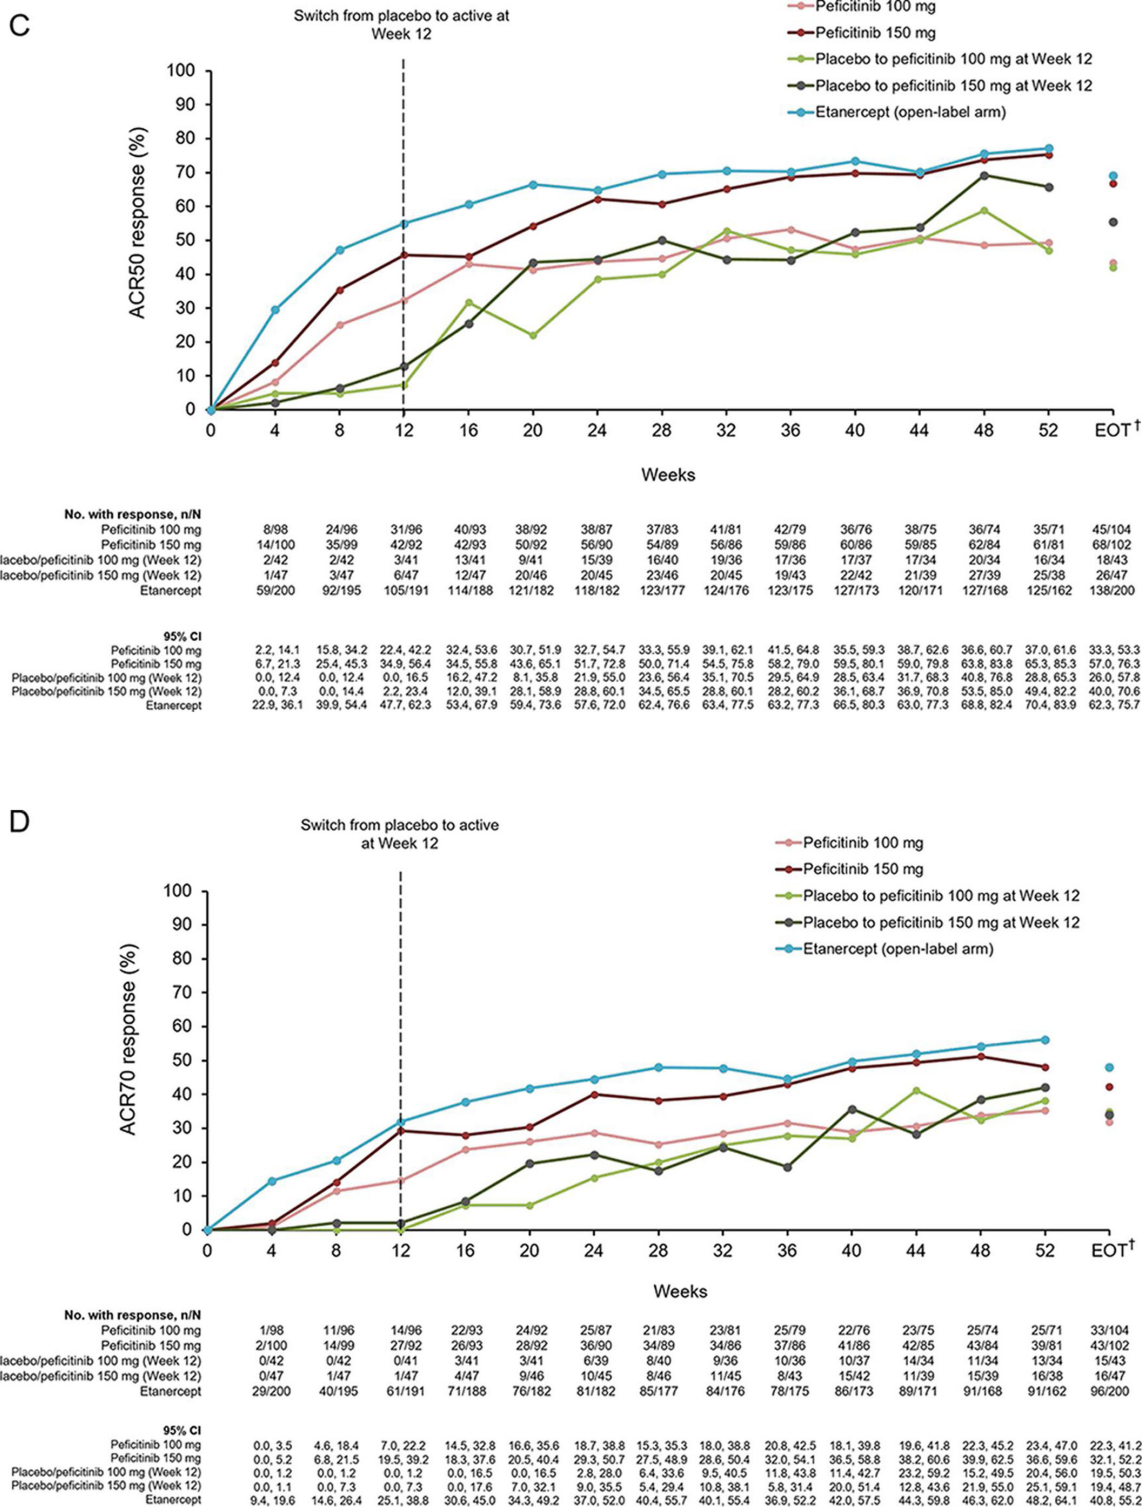 C
Switch from placebo to active at
Week 12
Peficitinib 100 mg
Peficitinib 150 mg
Placebo to peficitinib 100 mg at Week 12
Placebo to peficitinib 150 mg at Week 12
Etanercept (open-label arm)
ACR50 response (%)
100
90
80
70
60
50
40
30
20
10
0
0 4 8 12 16 20 24 28 32 36 40 44 48 52 EOT†
Weeks
No. with response, n/N
Peficitinib 100 mg 8/98 24/96 31/96 40/93 38/92 38/87 37/83 41/81 42/79 36/76 38/75 36/74 35/71 45/104
Peficitinib 150 mg 14/100 35/99 42/92 42/93 50/92 56/90 54/89 56/86 59/86 60/86 59/85 62/84 61/81 68/102
lacebo/peficitinib 100 mg (Week 12) 2/42 2/42 3/41 13/41 9/41 15/39 16/40 19/36 17/36 17/37 17/34 20/34 16/34 18/43
lacebo/peficitinib 150 mg (Week 12) 1/47 3/47 6/47 12/47 20/46 20/45 23/46 20/45 19/43 22/42 21/39 27/39 25/38 26/47
Etanercept 59/200 92/195 105/191 114/188 121/182 118/182 123/177 124/176 123/175 127/173 120/171 127/168 125/162 138/200
95% CI
Peficitinib 100 mg 2.2, 14.1 15.8, 34.2 22.4, 42.2 32.4, 53.6 30.7, 51.9 32.7, 54.7 33.3, 55.9 39.1, 62.1 41.5, 64.8 35.5, 59.3 38.7, 62.6 36.6, 60.7 37.0, 61.6 33.3, 53.3
Peficitinib 150 mg 6.7, 21.3 25.4, 45.3 34.9, 56.4 34.5, 55.8 43.6, 65.1 51.7, 72.8 50.0, 71.4 54.5, 75.8 58.2, 79.0 59.5, 80.1 59.0, 79.8 63.8, 83.8 65.3, 85.3 57.0, 76.3
Placebo/peficitinib 100 mg (Week 12) 0.0, 12.4 0.0, 12.4 0.0, 16.5 16.2, 47.2 8.1, 35.8 21.9, 55.0 23.6, 56.4 35.1, 70.5 29.5, 64.9 28.5, 63.4 31.7, 68.3 40.8, 76.8 28.8, 65.3 26.0, 57.8
Placebo/peficitinib 150 mg (Week 12) 0.0, 7.3 0.0, 14.4 2.2, 23.4 12.0, 39.1 28.1, 58.9 28.8, 60.1 34.5, 65.5 28.8, 60.1 28.2, 60.2 36.1, 68.7 36.9, 70.8 53.5, 85.0 49.4, 82.2 40.0, 70.6
Etanercept 22.9, 36.1 39.9, 54.4 47.7, 62.3 53.4, 67.9 59.4, 73.6 57.6, 72.0 62.4, 76.6 63.4, 77.5 63.2, 77.3 66.5, 80.3 63.0, 77.3 68.8, 82.4 70.4, 83.9 62.3, 75.7
D
Switch from placebo to active
at Week 12
Peficitinib 100 mg
Peficitinib 150 mg
Placebo to peficitinib 100 mg at Week 12
Placebo to peficitinib 150 mg at Week 12
Etanercept (open-label arm)
ACR70 response (%)
100
90
80
70
60
50
40
30
20
10
0
0 4 8 12 16 20 24 28 32 36 40 44 48 52 EOT†
Weeks
No. with response, n/N
Peficitinib 100 mg 1/98 11/96 14/96 22/93 24/92 25/87 21/83 23/81 25/79 22/76 23/75 25/74 25/71 33/104
Peficitinib 150 mg 2/100 14/99 27/92 26/93 28/92 36/90 34/89 34/86 37/86 41/86 42/85 43/84 39/81 43/102
lacebo/peficitinib 100 mg (Week 12) 0/42 0/42 0/41 3/41 3/41 6/39 8/40 9/36 10/36 10/37 14/34 11/34 13/34 15/43
lacebo/peficitinib 150 mg (Week 12) 0/47 1/47 1/47 4/47 9/46 10/45 8/46 11/45 8/43 15/42 11/39 15/39 16/38 16/47
Etanercept 29/200 40/195 61/191 71/188 76/182 81/182 85/177 84/176 78/175 86/173 89/171 91/168 91/162 96/200
95% CI
Peficitinib 100 mg 0.0, 3.5 4.6, 18.4 7.0, 22.2 14.5, 32.8 16.6, 35.6 18.7, 38.8 15.3, 35.3 18.0, 38.8 20.8, 42.5 18.1, 39.8 19.6, 41.8 22.3, 45.2 23.4, 47.0 22.3, 41.2
Peficitinib 150 mg 0.0, 5.2 6.8, 21.5 19.5, 39.2 18.3, 37.6 20.5, 40.4 29.3, 50.7 27.5, 48.9 28.6, 50.4 32.0, 54.1 36.5, 58.8 38.2, 60.6 39.9, 62.5 36.6, 59.6 32.1, 52.2
Placebo/peficitinib 100 mg (Week 12) 0.0, 1.2 0.0, 1.2 0.0, 1.2 0.0, 16.5 0.0, 16.5 2.8, 28.0 6.4, 33.6 9.5, 40.5 11.8, 43.8 11.4, 42.7 23.2, 59.2 15.2, 49.5 20.4, 56.0 19.5, 50.3
Placebo/peficitinib 150 mg (Week 12) 0.0, 1.1 0.0, 7.3 0.0, 7.3 0.0, 17.6 7.0, 32.1 9.0, 35.5 5.4, 29.4 10.8, 38.1 5.8, 31.4 20.0, 51.4 12.8, 43.6 21.9, 55.0 25.1, 59.1 19.4, 48.7
Etanercept 9.4, 19.6 14.6, 26.4 25.1, 38.8 30.6, 45.0 34.3, 49.2 37.0, 52.0 40.4, 55.7 40.1, 55.4 36.9, 52.2 42.0, 57.5 44.3, 59.8 46.3, 62.0 48.2, 64.1 40.8, 55.2